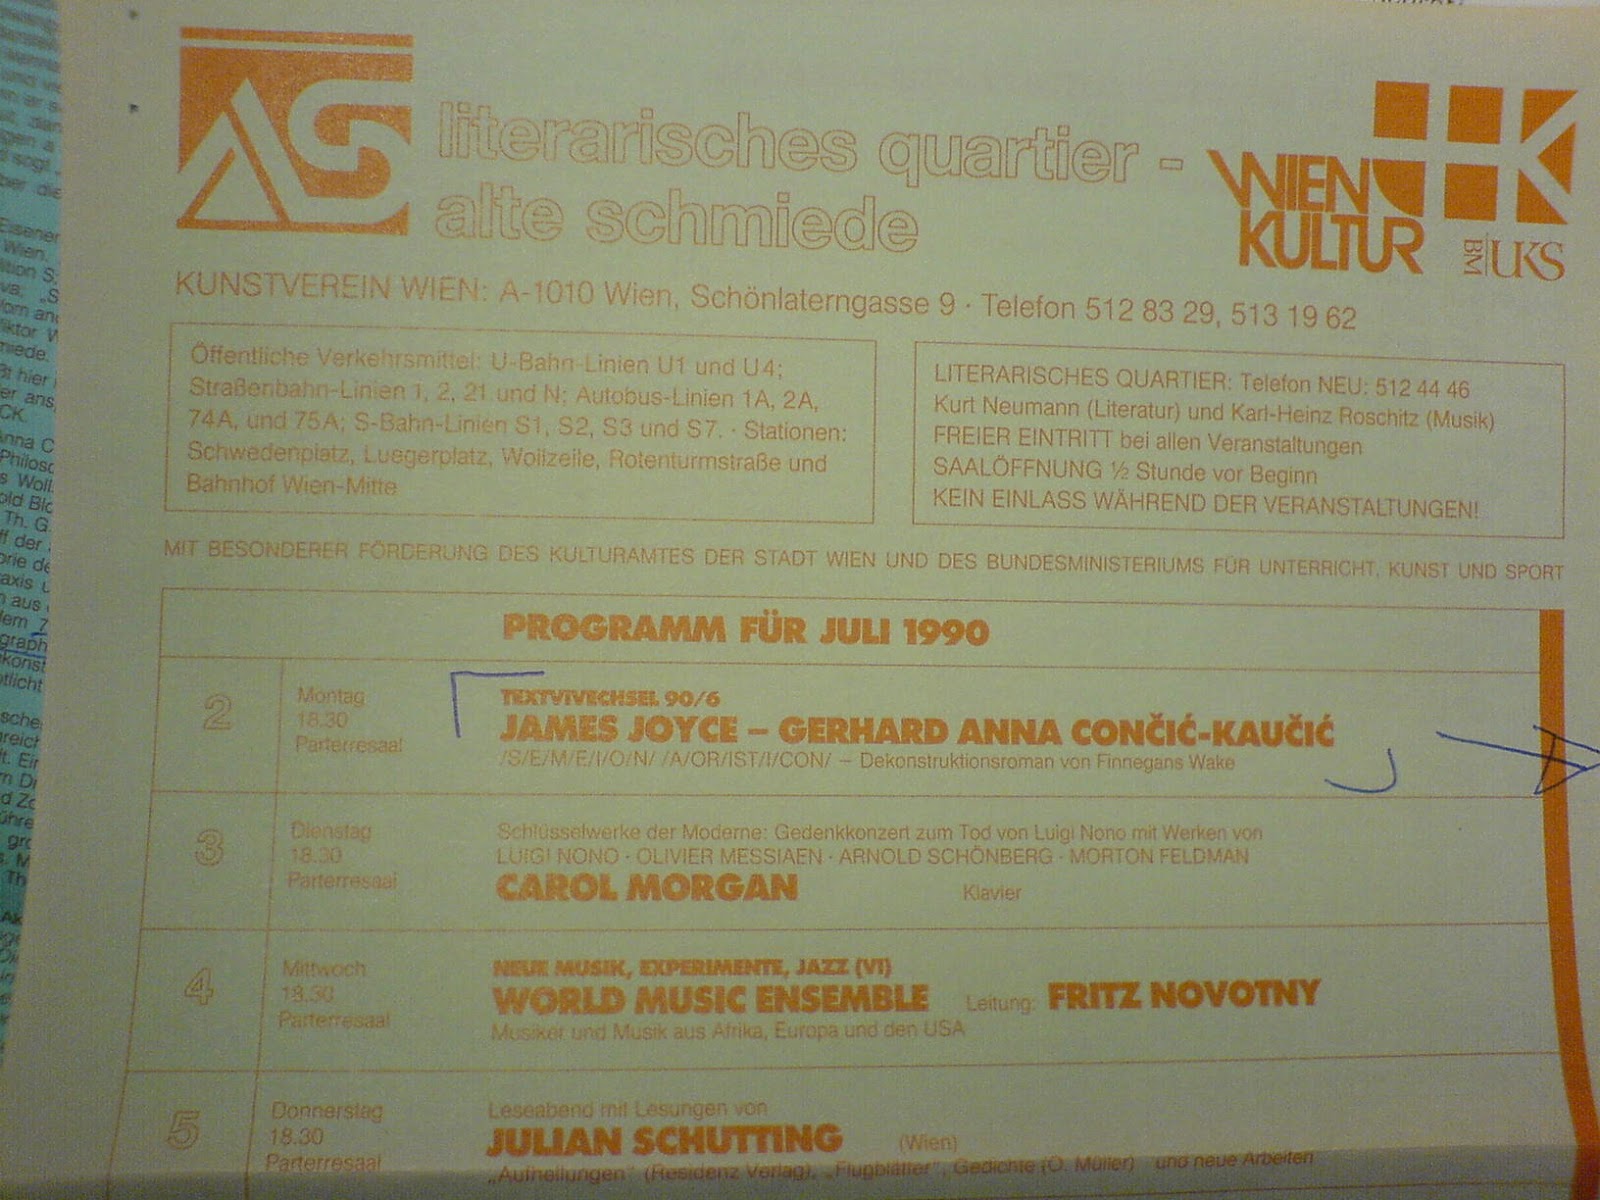 AS
literarisches quartier -
alte schmiede
WIEN
KULTUR
BM UKS
KUNSTVEREIN WIEN: A-1010 Wien, Schönlaterngasse 9 · Telefon 512 83 29, 513 19 62
Öffentliche Verkehrsmittel: U-Bahn-Linien U1 und U4;
Straßenbahn-Linien 1, 2, 21 und N; Autobus-Linien 1A, 2A,
74A, und 75A; S-Bahn-Linien S1, S2, S3 und S7. · Stationen:
Schwedenplatz, Luegerplatz, Wollzeile, Rotenturmstraße und
Bahnhof Wien-Mitte
LITERARISCHES QUARTIER: Telefon NEU: 512 44 46
Kurt Neumann (Literatur) und Karl-Heinz Roschitz (Musik)
FREIER EINTRITT bei allen Veranstaltungen
SAALÖFFNUNG ½ Stunde vor Beginn
KEIN EINLASS WÄHREND DER VERANSTALTUNGEN!
MIT BESONDERER FÖRDERUNG DES KULTURAMTES DER STADT WIEN UND DES BUNDESMINISTERIUMS FÜR UNTERRICHT, KUNST UND SPORT
PROGRAMM FÜR JULI 1990
2
Montag
18.30
Parterresaal
TEXTVIVECHSEL 90/6
JAMES JOYCE – GERHARD ANNA CONČIĆ-KAUČIĆ
/S/E/M/E/I/O/N/ /A/OR/IST/I/CON/ – Dekonstruktionsroman von Finnegans Wake
3
Dienstag
18.30
Parterresaal
Schlüsselwerke der Moderne: Gedenkkonzert zum Tod von Luigi Nono mit Werken von
LUIGI NONO · OLIVIER MESSIAEN · ARNOLD SCHÖNBERG · MORTON FELDMAN
CAROL MORGAN Klavier
4
Mittwoch
18.30
Parterresaal
NEUE MUSIK, EXPERIMENTE, JAZZ (VI)
WORLD MUSIC ENSEMBLE Leitung: FRITZ NOVOTNY
Musiker und Musik aus Afrika, Europa und den USA
5
Donnerstag
18.30
Parterresaal
Leseabend mit Lesungen von
JULIAN SCHUTTING (Wien)
„Aufhellungen" (Residenz Verlag), „Flugblätter", Gedichte (O. Müller) und neue Arbeiten